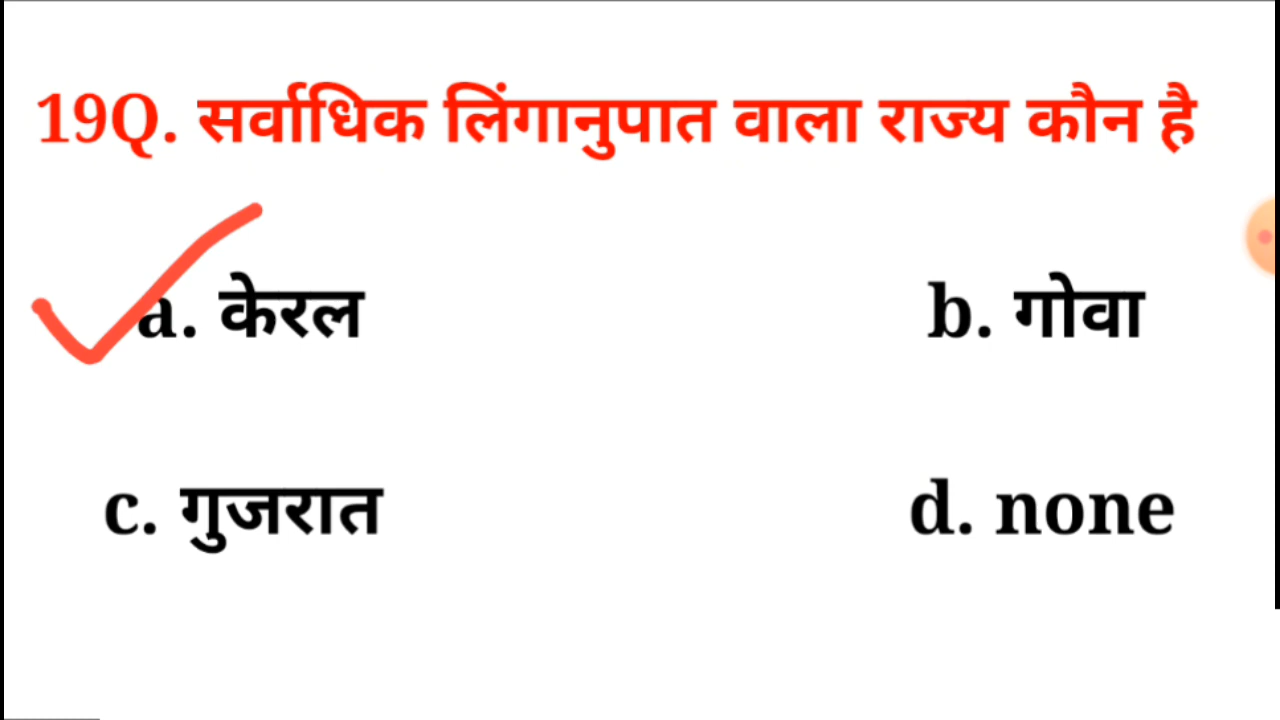 19Q. सर्वाधिक लिंगानुपात वाला राज्य कौन है
a. केरल b. गोवा
c. गुजरात d. none